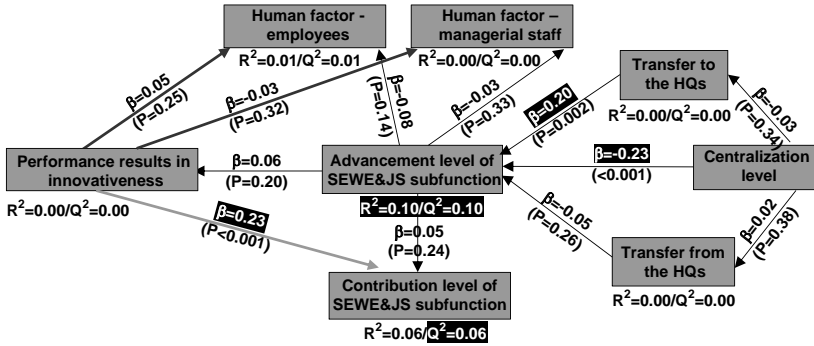 Human factor -
employees
R²=0.01/Q²=0.01
Human factor –
managerial staff
R²=0.00/Q²=0.00
Transfer to
the HQs
R²=0.00/Q²=0.00
β=0.05
(P=0.25)
β=-0.03
(P=0.32)
β=-0.08
(P=0.14)
β=-0.03
(P=0.33)
β=0.20
(P=0.002)
β=-0.03
(P=0.34)
Performance results in
innovativeness
R²=0.00/Q²=0.00
β=0.06
(P=0.20)
Advancement level of
SEWE&JS subfunction
R²=0.10/Q²=0.10
β=-0.23
(<0.001)
Centralization
level
β=0.23
(P<0.001)
β=0.05
(P=0.24)
β=-0.05
(P=0.26)
β=0.02
(P=0.38)
Transfer from
the HQs
R²=0.00/Q²=0.00
Contribution level of
SEWE&JS subfunction
R²=0.06/Q²=0.06